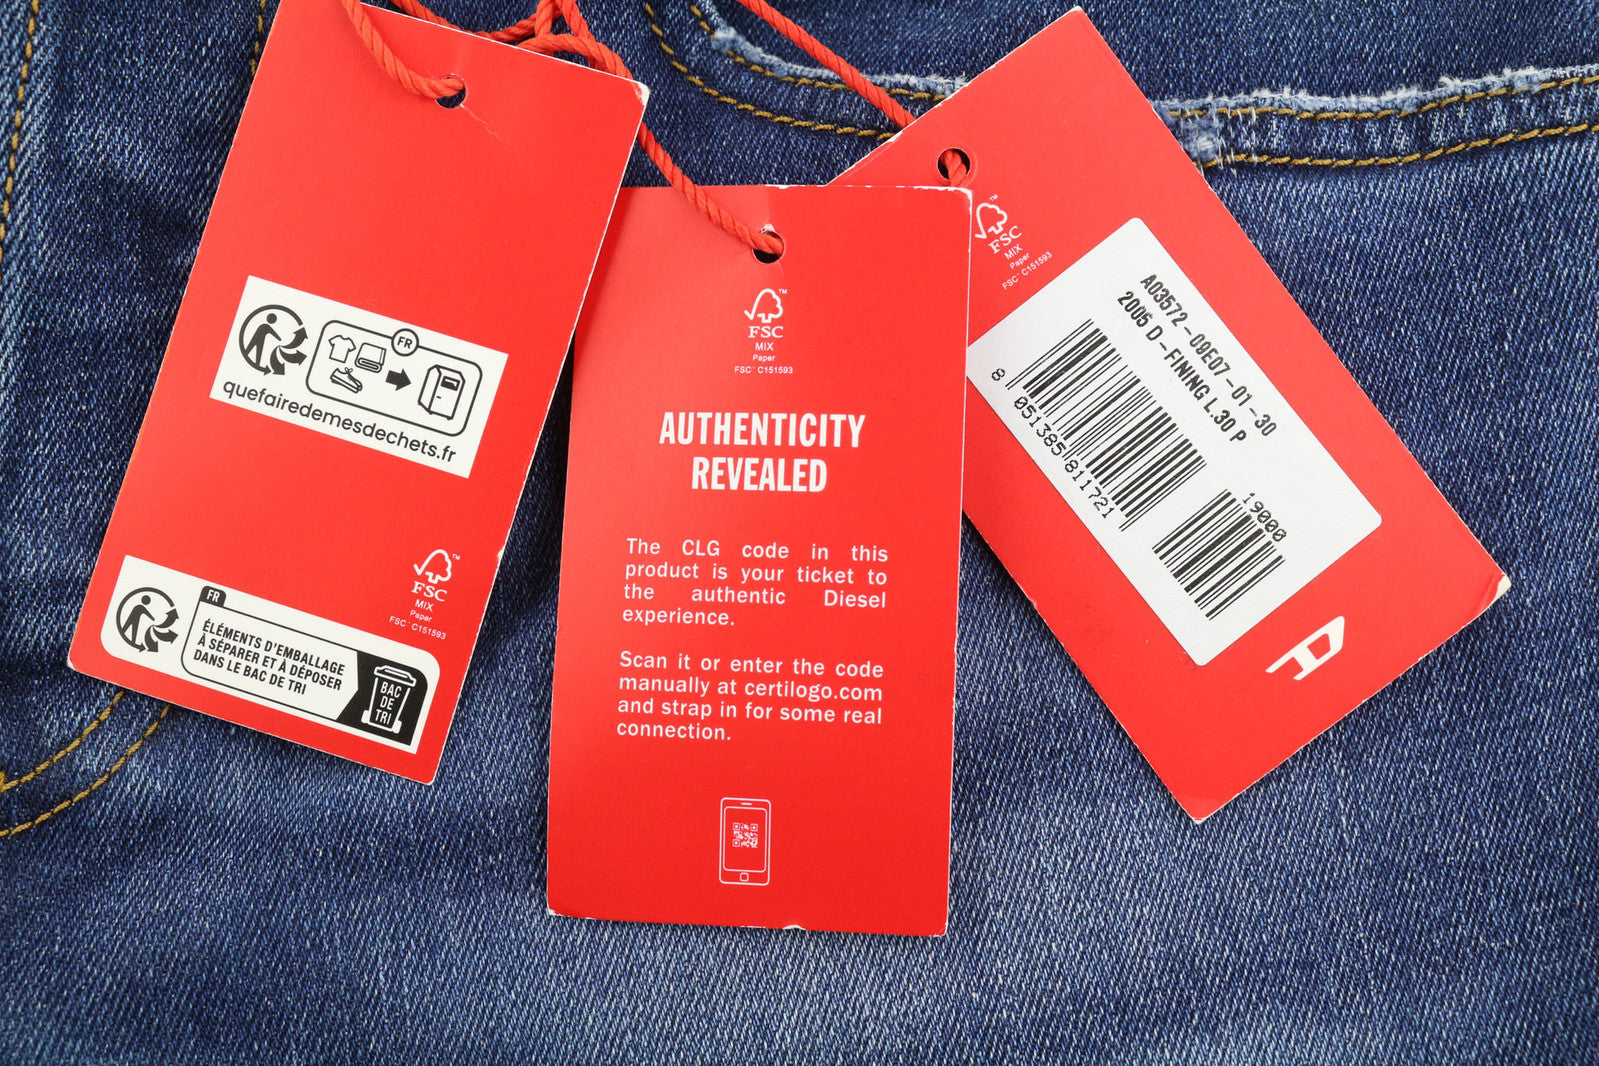 FR
quefairedemesdechets.fr
FSC
MIX
Paper
FSC™ C151593
FR
ÉLÉMENTS D'EMBALLAGE
À SÉPARER ET À DÉPOSER
DANS LE BAC DE TRI
BAC
DE
TRI
FSC
MIX
Paper
FSC™ C151593
AUTHENTICITY
REVEALED
The CLG code in this
product is your ticket to
the authentic Diesel
experience.
Scan it or enter the code
manually at certilogo.com
and strap in for some real
connection.
FSC
MIX
Paper
FSC™ C151593
A03572-09E07-01-30
2005 D-FINING L.30 P
8 051385 811721
19000
D